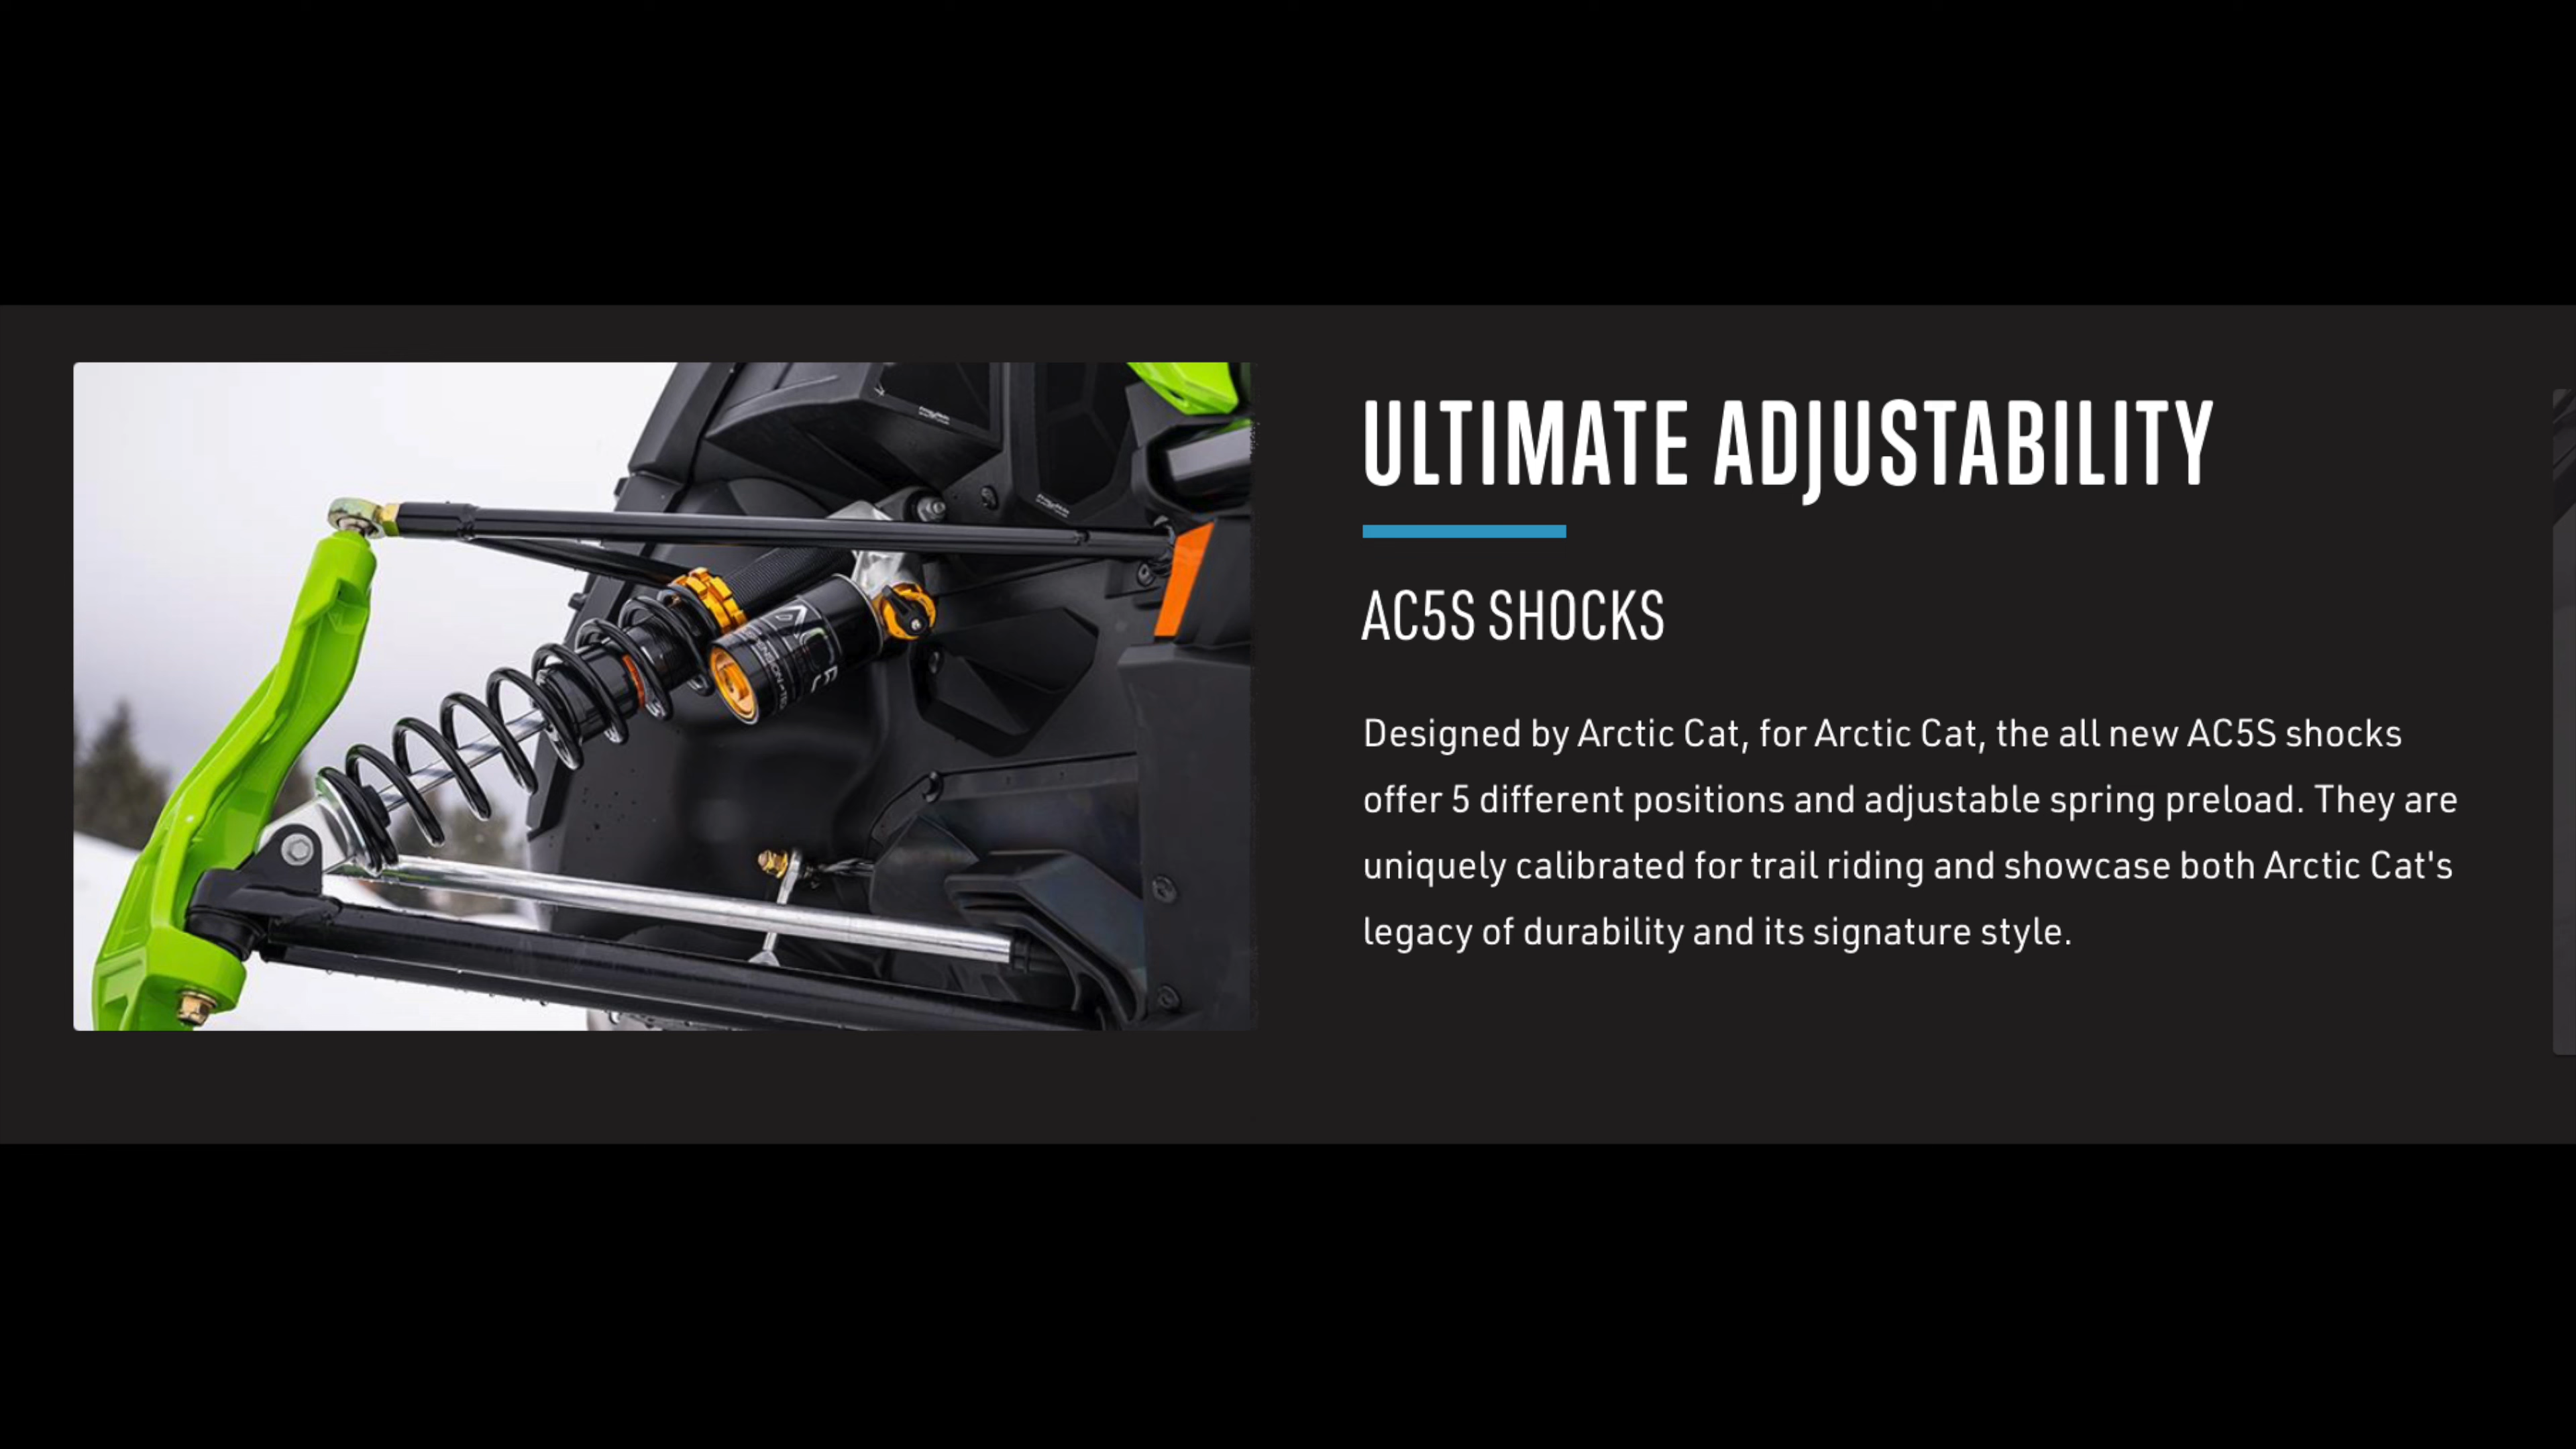 ULTIMATE ADJUSTABILITY
AC5S SHOCKS
Designed by Arctic Cat, for Arctic Cat, the all new AC5S shocks
offer 5 different positions and adjustable spring preload. They are
uniquely calibrated for trail riding and showcase both Arctic Cat's
legacy of durability and its signature style.